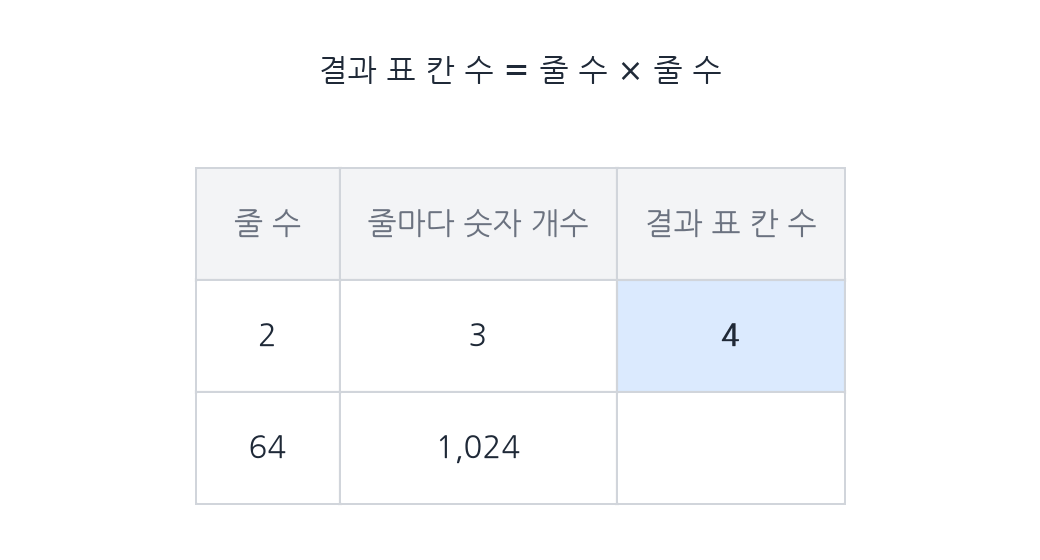 결과 표 칸 수 = 줄 수 × 줄 수
줄 수 줄마다 숫자 개수 결과 표 칸 수
2 3 4
64 1,024